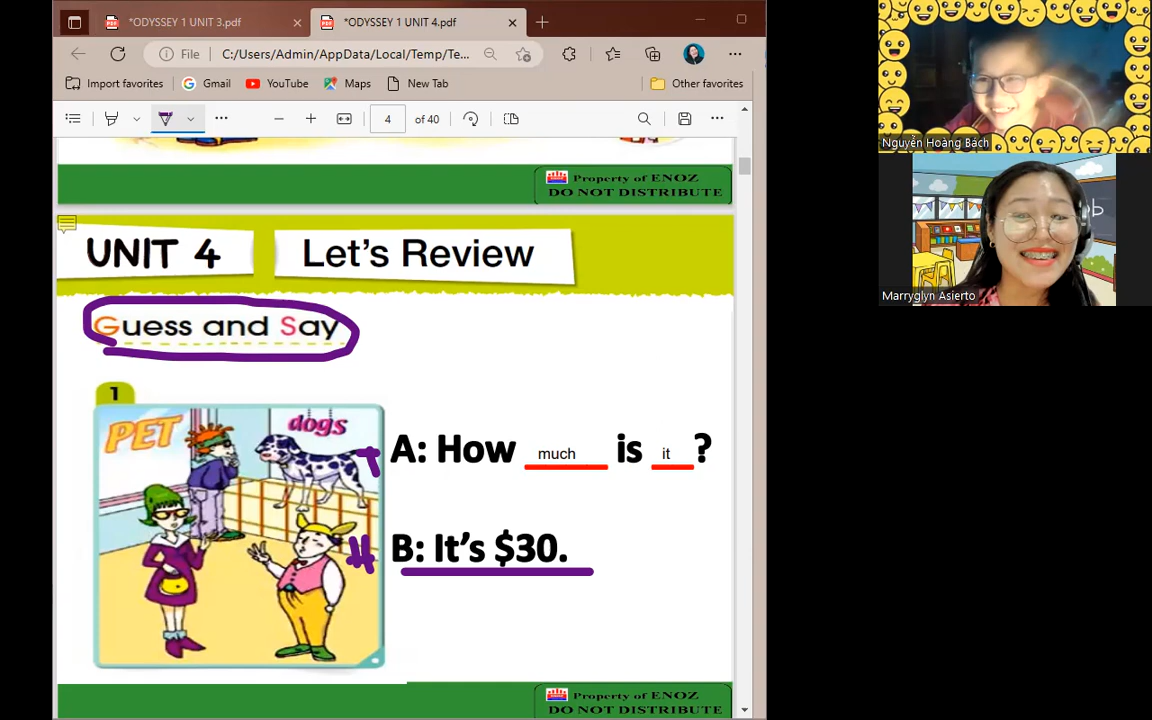 *ODYSSEY 1 UNIT 3.pdf
*ODYSSEY 1 UNIT 4.pdf
File C:/Users/Admin/AppData/Local/Temp/Te...
Import favorites Gmail YouTube Maps New Tab Other favorites
4 of 40
Property of ENOZ
DO NOT DISTRIBUTE
UNIT 4 Let's Review
Guess and Say
1
PET dogs
A: How much is it ?
B: It's $30.
Property of ENOZ
DO NOT DISTRIBUTE
Nguyễn Hoàng Bách
Marryglyn Asierto